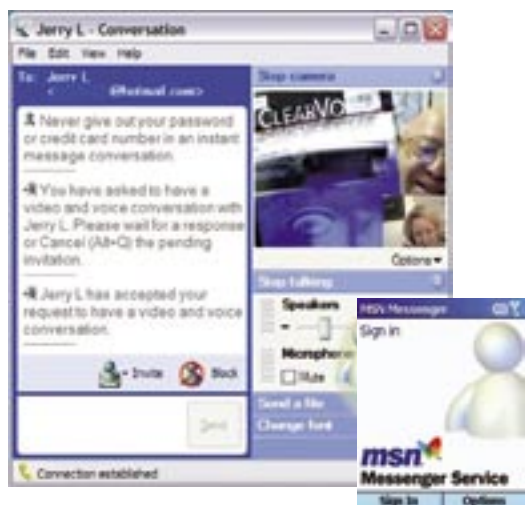 Jerry L - Conversation
File Edit View Help
To: Jerry L
< @hotmail.com>
Never give out your password
or credit card number in an instant
message conversation.
You have asked to have a
video and voice conversation with
Jerry L. Please wait for a response
or Cancel (Alt+Q) the pending
invitation.
Jerry L has accepted your
request to have a video and voice
conversation.
Invite Block
Send
Connection established
Stop camera
CLEARVO
Options
Stop talking
Speakers
Microphone
Mute
Send a file
Change font
MSN Messenger
Sign in
msn
Messenger Service
Sign In Options